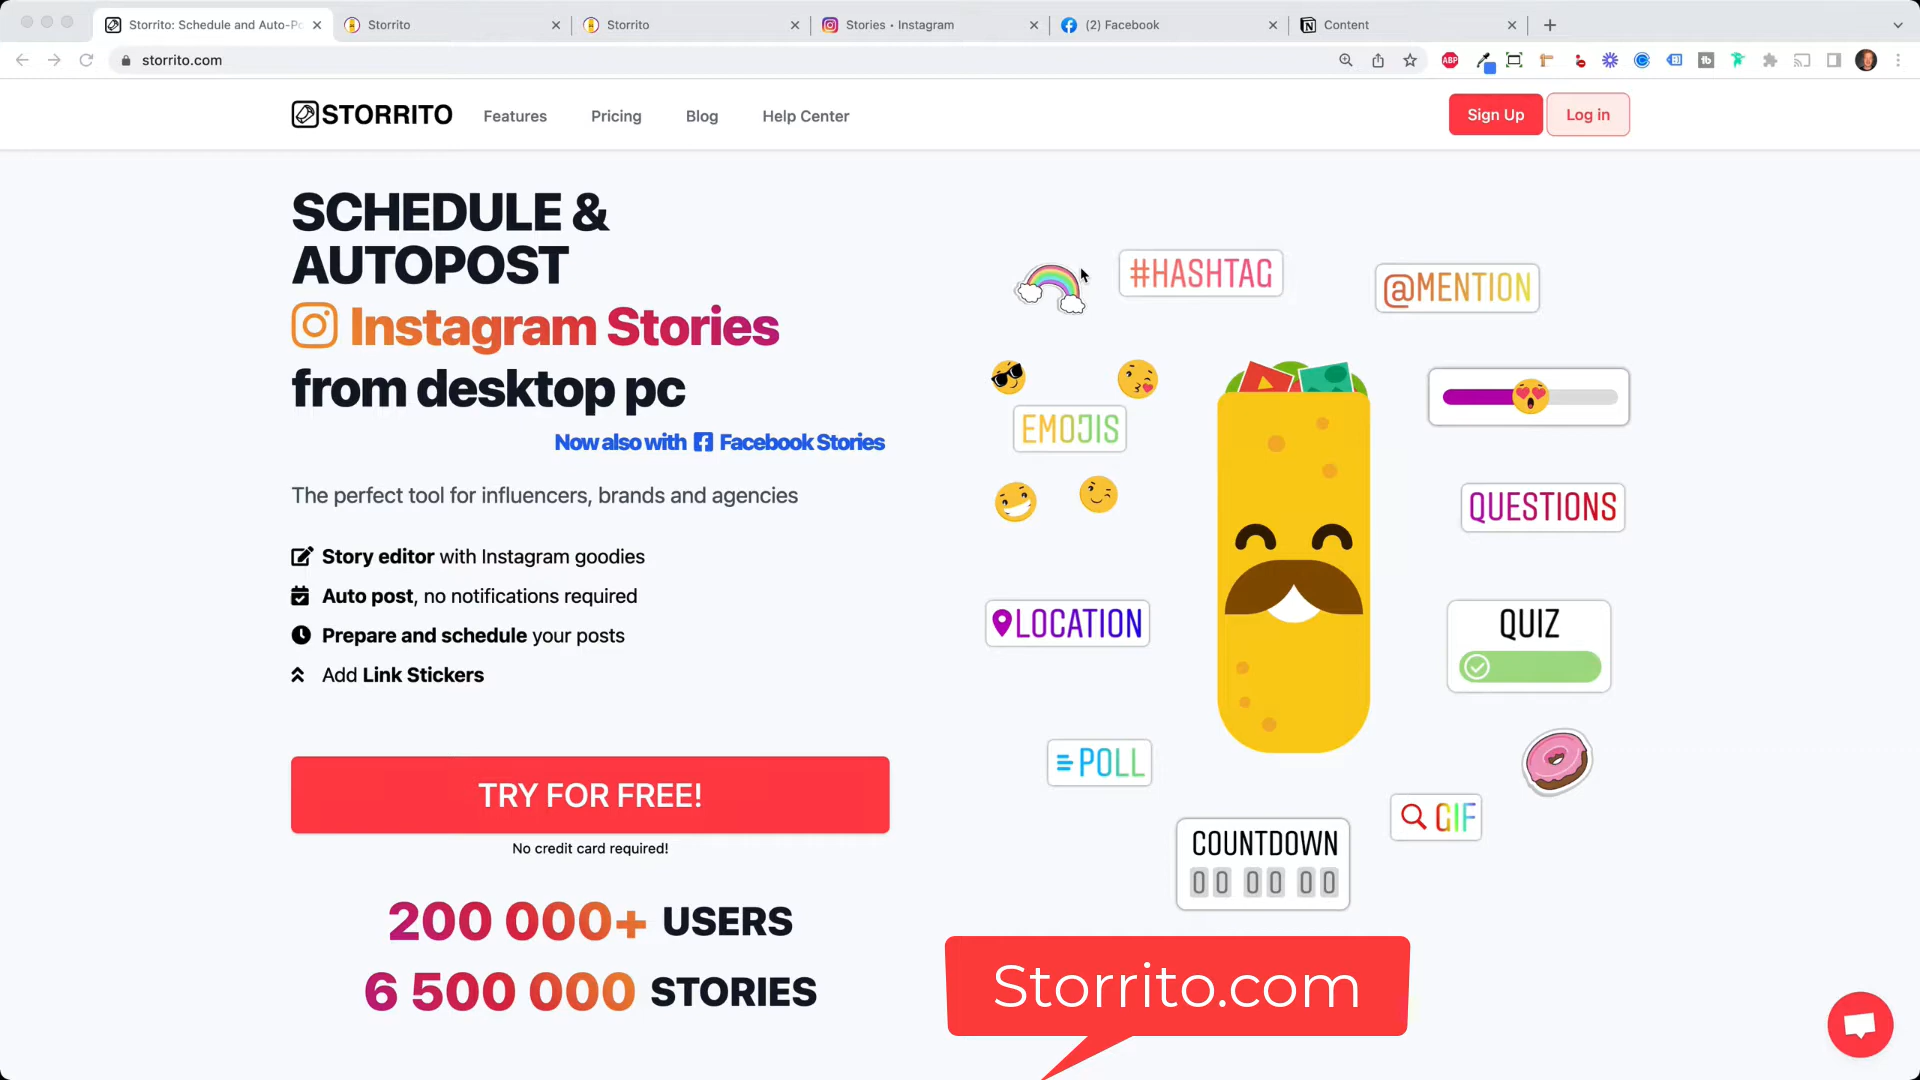 Storrito: Schedule and Auto-Po
Storrito
Storrito
Stories • Instagram
(2) Facebook
Content
storrito.com
ABP
STORRITO
Features
Pricing
Blog
Help Center
Sign Up
Log in
SCHEDULE &
AUTOPOST
Instagram Stories
from desktop pc
Now also with Facebook Stories
The perfect tool for influencers, brands and agencies
Story editor with Instagram goodies
Auto post, no notifications required
Prepare and schedule your posts
Add Link Stickers
TRY FOR FREE!
No credit card required!
200 000+ USERS
6 500 000 STORIES
#HASHTAG
@MENTION
EMOJIS
QUESTIONS
LOCATION
QUIZ
POLL
GIF
COUNTDOWN
00 00 00
Storrito.com